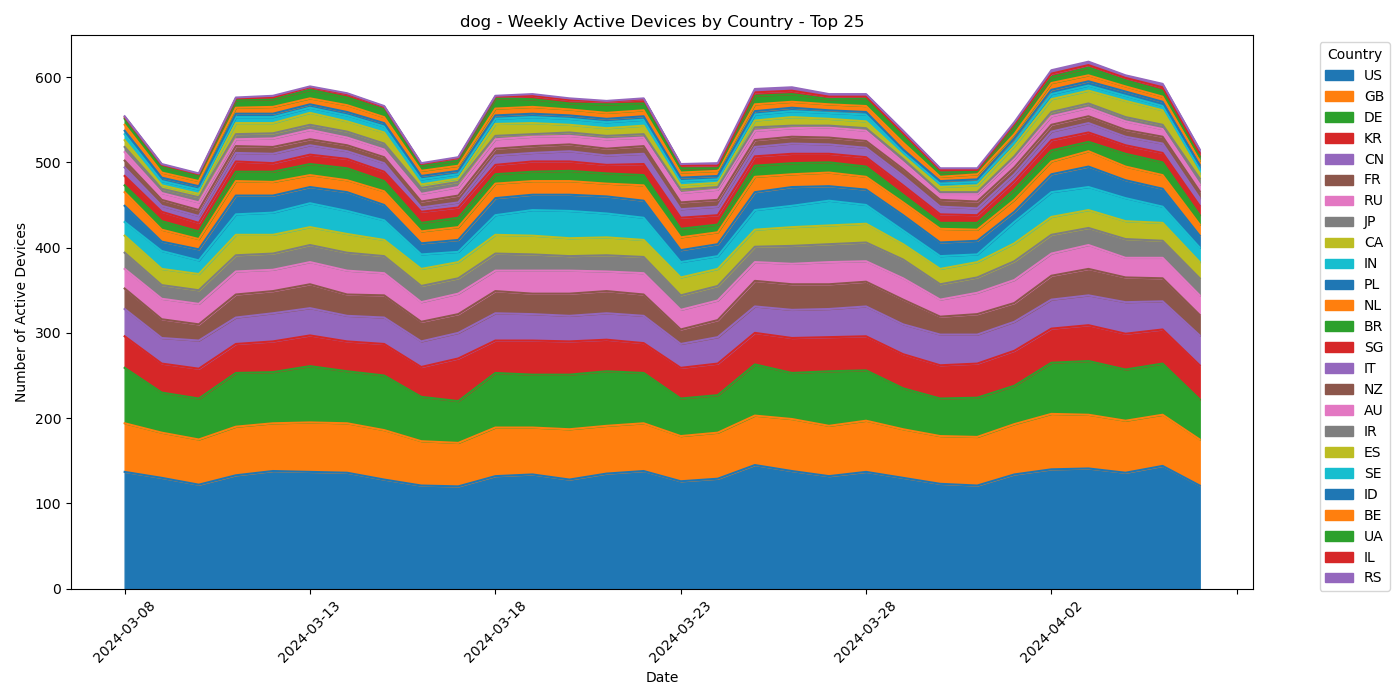 dog - Weekly Active Devices by Country - Top 25
Number of Active Devices
600
500
400
300
200
100
0
2024-03-08
2024-03-13
2024-03-18
2024-03-23
2024-03-28
2024-04-02
Date
Country
US
GB
DE
KR
CN
FR
RU
JP
CA
IN
PL
NL
BR
SG
IT
NZ
AU
IR
ES
SE
ID
BE
UA
IL
RS